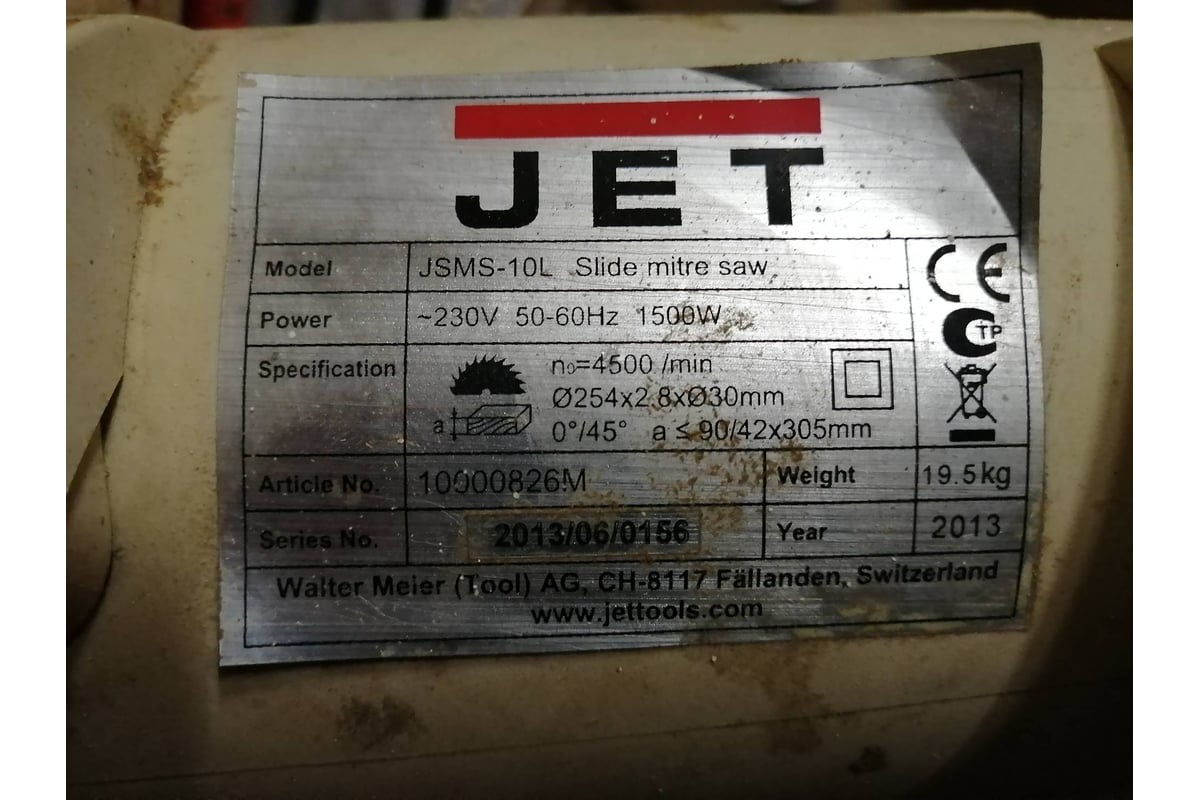 JET
Model JSMS-10L Slide mitre saw
Power ~230V 50-60Hz 1500W
Specification n₀=4500 /min
Ø254x2.8xØ30mm
a 0°/45° a ≤ 90/42x305mm
CE
TP
Article No. 10000826M Weight 19.5kg
Series No. 2013/06/0156 Year 2013
Walter Meier (Tool) AG, CH-8117 Fällanden, Switzerland
www.jettools.com